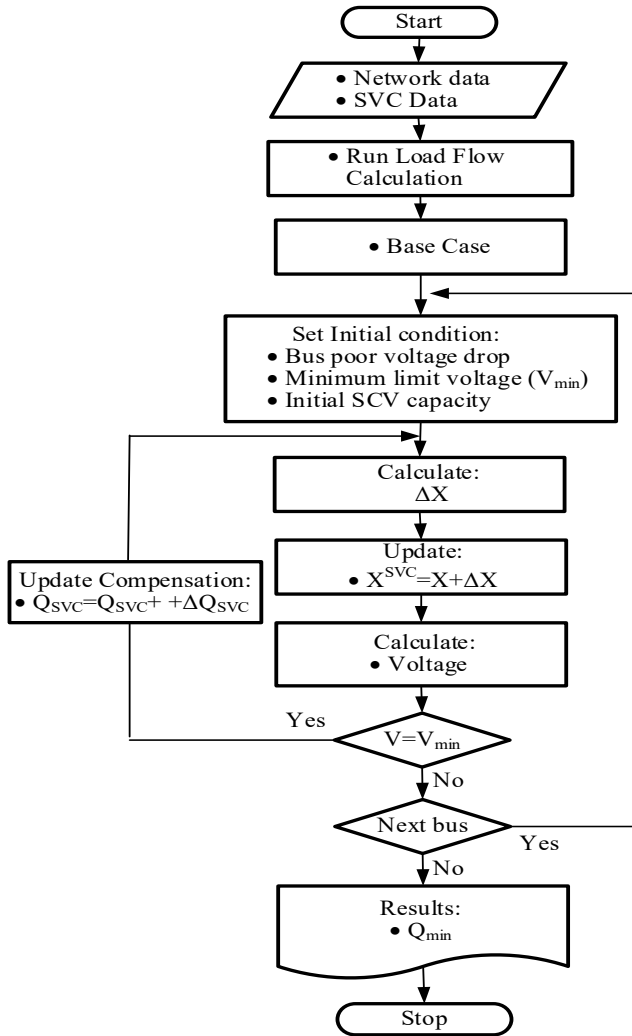 Start
• Network data
• SVC Data
• Run Load Flow
Calculation
• Base Case
Set Initial condition:
• Bus poor voltage drop
• Minimum limit voltage (Vmin)
• Initial SCV capacity
Calculate:
ΔX
Update:
• X^SVC=X+ΔX
Update Compensation:
• QSVC=QSVC+ +ΔQSVC
Calculate:
• Voltage
Yes
V=Vmin
No
Next bus
Yes
No
Results:
• Qmin
Stop